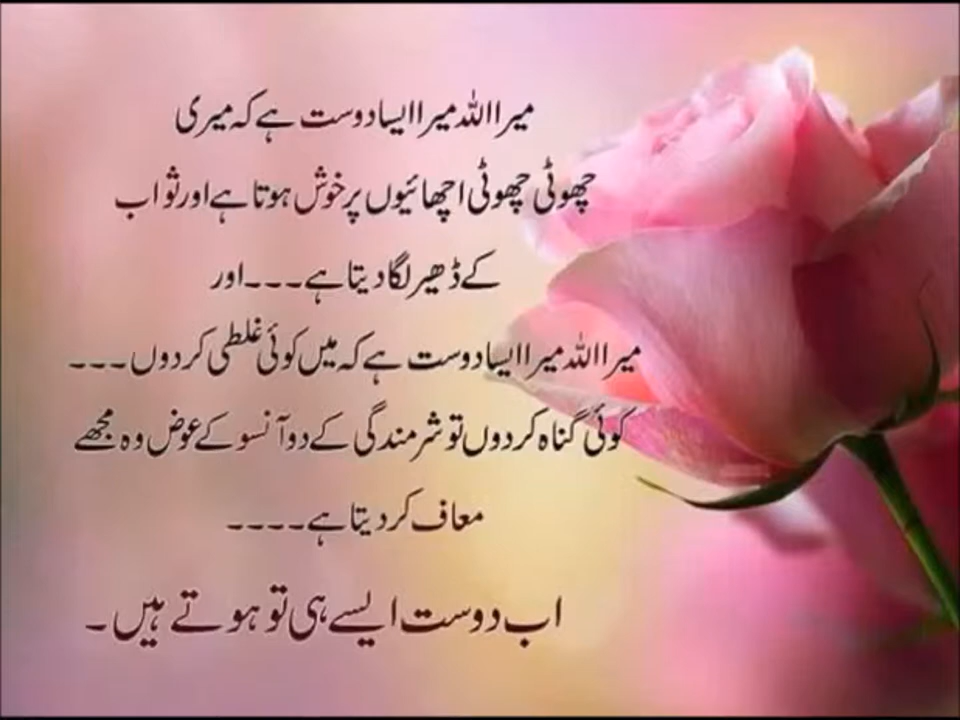 میرا اللہ میرا ایسا دوست ہے کہ میری
چھوٹی چھوٹی اچھائیوں پر خوش ہوتا ہے اور ثواب
کے ڈھیر لگا دیتا ہے۔۔۔ اور
میرا اللہ میرا ایسا دوست ہے کہ میں کوئی غلطی کردوں ۔۔۔
کوئی گناہ کردوں تو شرمندگی کے دو آنسو کے عوض وہ مجھے
معاف کر دیتا ہے۔۔۔۔
اب دوست ایسے ہی تو ہوتے ہیں۔